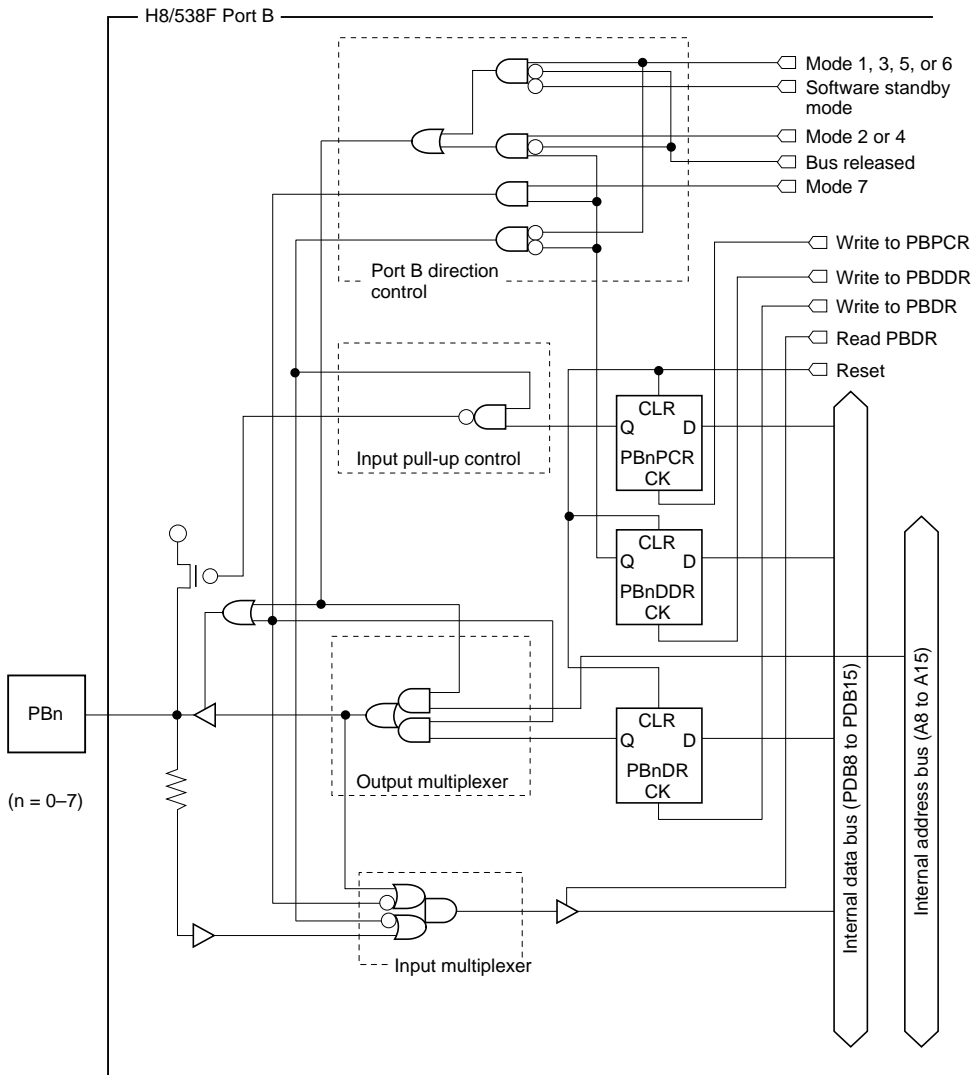 H8/538F Port B
Mode 1, 3, 5, or 6
Software standby
mode
Mode 2 or 4
Bus released
Mode 7
Port B direction
control
Write to PBPCR
Write to PBDDR
Write to PBDR
Read PBDR
Reset
Input pull-up control
CLR
Q D
PBnPCR
CK
CLR
Q D
PBnDDR
CK
CLR
Q D
PBnDR
CK
Output multiplexer
PBn
(n = 0–7)
Input multiplexer
Internal data bus (PDB8 to PDB15)
Internal address bus (A8 to A15)